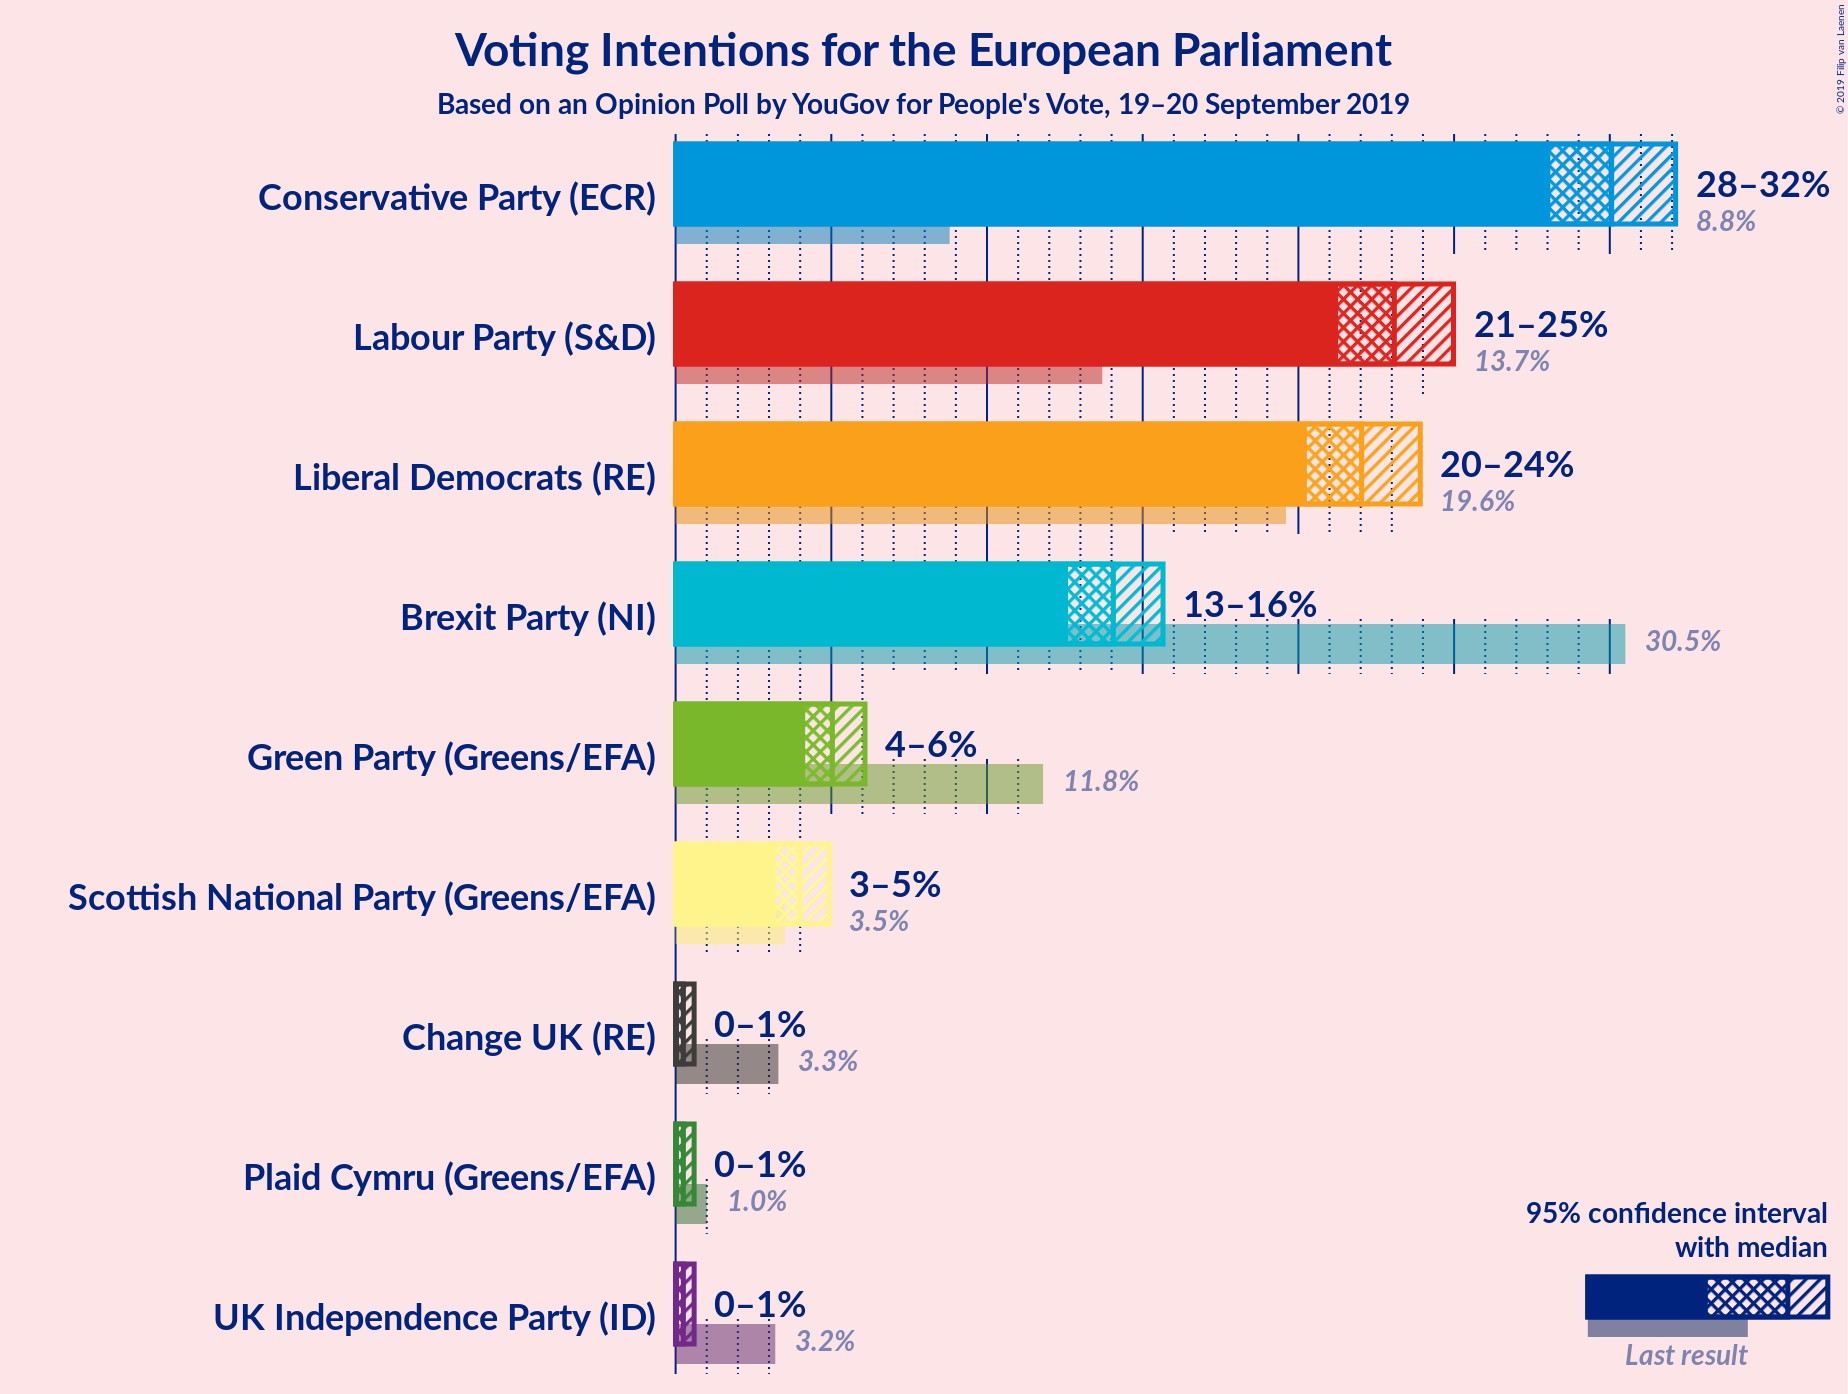 Voting Intentions for the European Parliament
Based on an Opinion Poll by YouGov for People's Vote, 19–20 September 2019
© 2019 Filip van Laenen
Conservative Party (ECR)
28–32%
8.8%
Labour Party (S&D)
21–25%
13.7%
Liberal Democrats (RE)
20–24%
19.6%
Brexit Party (NI)
13–16%
30.5%
Green Party (Greens/EFA)
4–6%
11.8%
Scottish National Party (Greens/EFA)
3–5%
3.5%
Change UK (RE)
0–1%
3.3%
Plaid Cymru (Greens/EFA)
0–1%
1.0%
UK Independence Party (ID)
0–1%
3.2%
95% confidence interval
with median
Last result